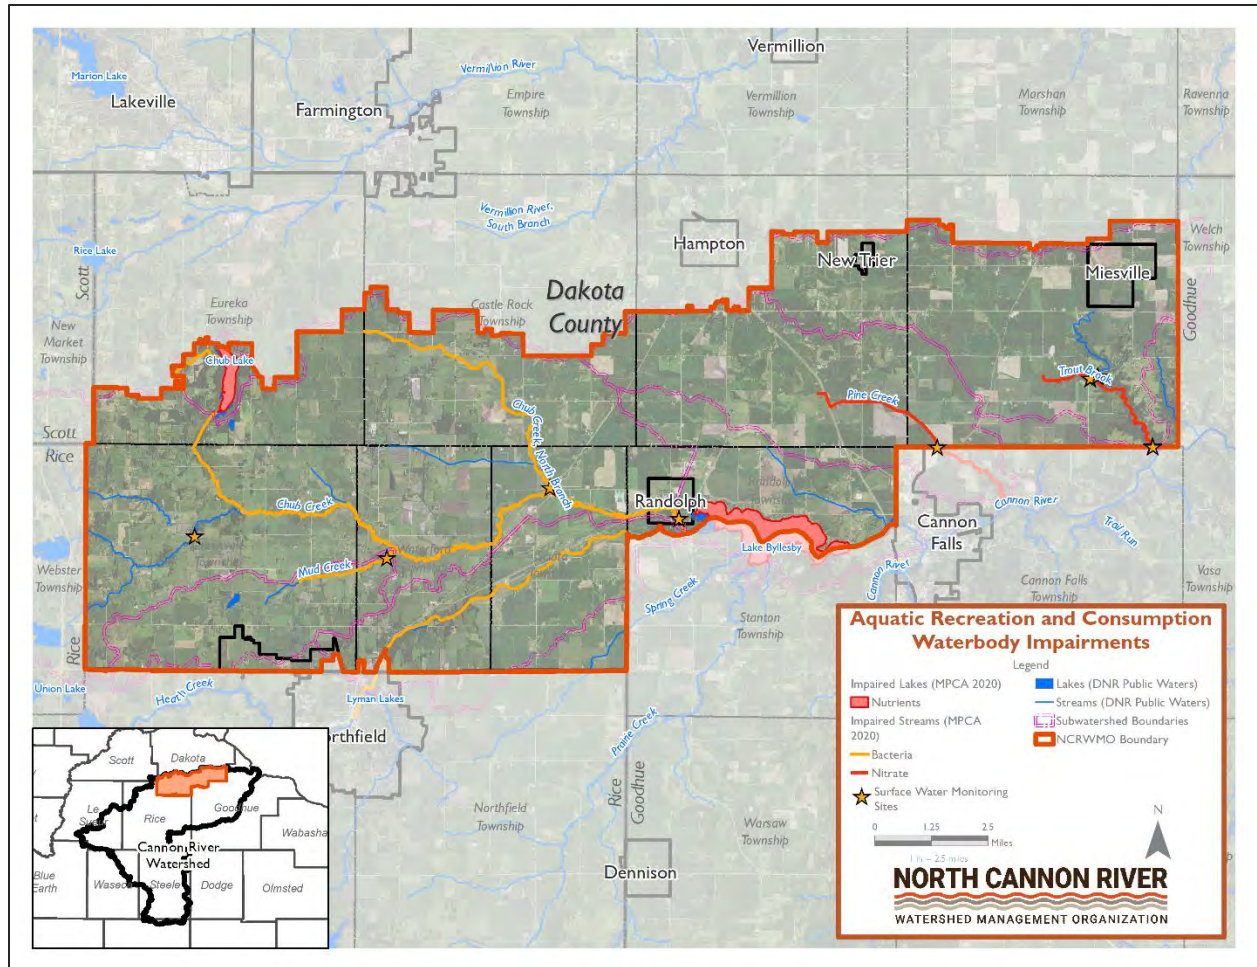 Vermillion
Marion Lake
Lakeville
Farmington
Vermillion River
Empire
Township
Vermillion
Township
Marshan
Township
Ravenna
Township
Vermillion River,
South Branch
Rice Lake
Hampton
New Trier
Welch
Township
Miesville
Scott
Goodhue
Eureka
Township
Castle Rock
Township
Dakota
County
New
Market
Township
Chub Lake
Trout Brook
Pine Creek
Chub Creek, North Branch
Scott
Rice
Chub Creek
Randolph
Township
Randolph
Cannon River
Cannon
Falls
Trail Run
Lake Byllesby
Mud Creek
Webster
Township
Spring Creek
Cannon River
Cannon Falls
Township
Vasa
Township
Stanton
Township
Rice
Union Lake
Heath Creek
Lyman Lakes
orthfield
Prairie Creek
Rice
Goodhue
Northfield
Township
Warsaw
Township
Dennison
Aquatic Recreation and Consumption
Waterbody Impairments
Legend
Impaired Lakes (MPCA 2020)
Nutrients
Impaired Streams (MPCA
2020)
Bacteria
Nitrate
Surface Water Monitoring
Sites
Lakes (DNR Public Waters)
Streams (DNR Public Waters)
Subwatershed Boundaries
NCRWMO Boundary
0 1.25 2.5
Miles
N
NORTH CANNON RIVER
WATERSHED MANAGEMENT ORGANIZATION
Scott
Dakota
Le
Sueur
Rice
Goodhue
Wabasha
Cannon River
Watershed
Blue
Earth
Waseca
Steele
Dodge
Olmsted